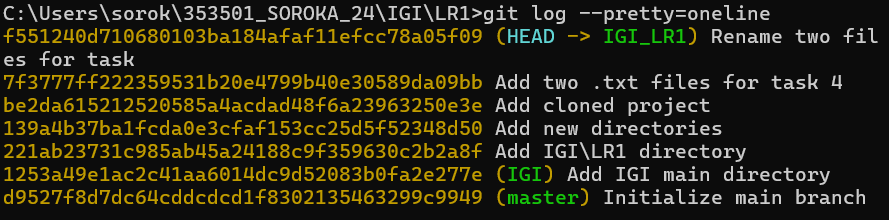 C:\Users\sorok\353501_SOROKA_24\IGI\LR1>git log --pretty=oneline
f551240d710680103ba184afaf11efcc78a05f09 (HEAD -> IGI_LR1) Rename two fil
es for task
7f3777ff222359531b20e4799b40e30589da09bb Add two .txt files for task 4
be2da615212520585a4acdad48f6a23963250e3e Add cloned project
139a4b37ba1fcda0e3cfaf153cc25d5f52348d50 Add new directories
221ab23731c985ab45a24188c9f359630c2b2a8f Add IGI\LR1 directory
1253a49e1ac2c41aa6014dc9d52083b0fa2e277e (IGI) Add IGI main directory
d9527f8d7dc64cddcdcd1f8302135463299c9949 (master) Initialize main branch